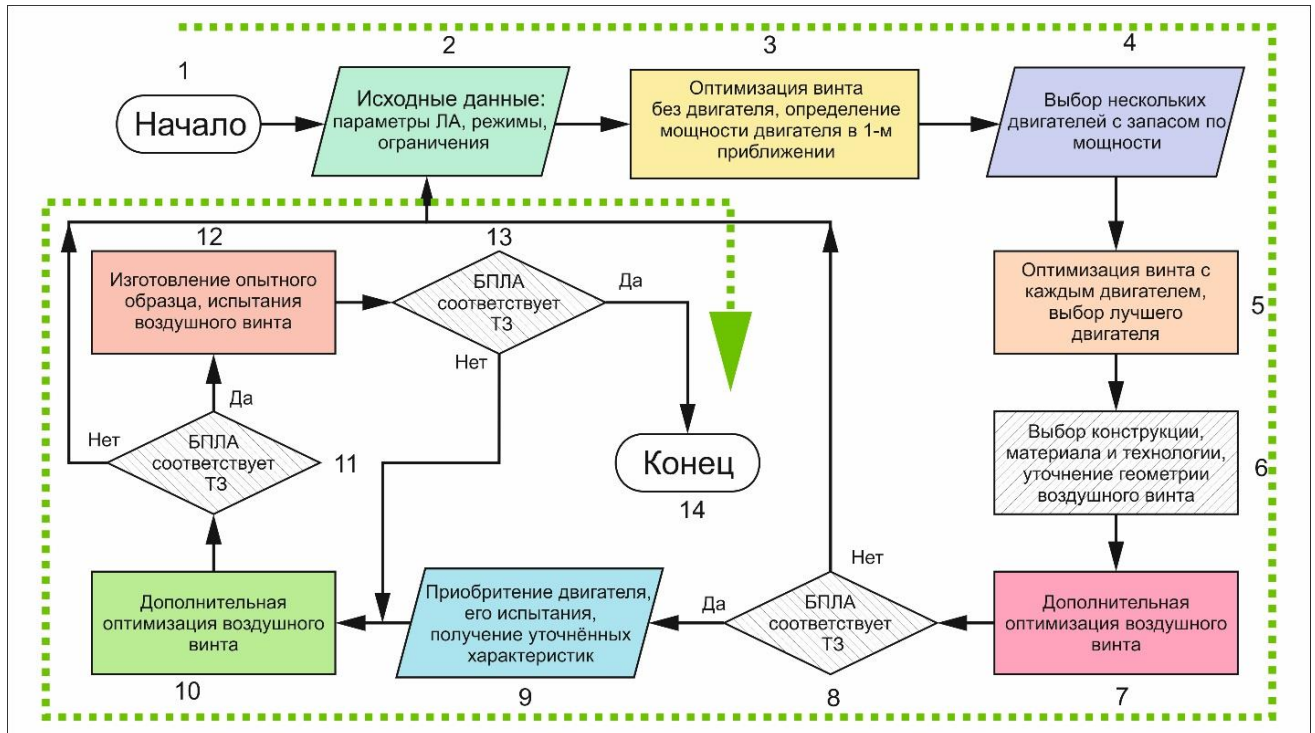 1
Начало
2
Исходные данные:
параметры ЛА, режимы,
ограничения
3
Оптимизация винта
без двигателя, определение
мощности двигателя в 1-м
приближении
4
Выбор нескольких
двигателей с запасом по
мощности
Оптимизация винта с
каждым двигателем,
выбор лучшего
двигателя
5
Выбор конструкции,
материала и технологии,
уточнение геометрии
воздушного винта
6
Дополнительная
оптимизация воздушного
винта
7
БПЛА
соответствует
ТЗ
8
Нет
Да
Приобритение двигателя,
его испытания,
получение уточнённых
характеристик
9
Дополнительная
оптимизация воздушного
винта
10
БПЛА
соответствует
ТЗ
11
Нет
Да
12
Изготовление опытного
образца, испытания
воздушного винта
13
БПЛА
соответствует
ТЗ
Да
Нет
Конец
14